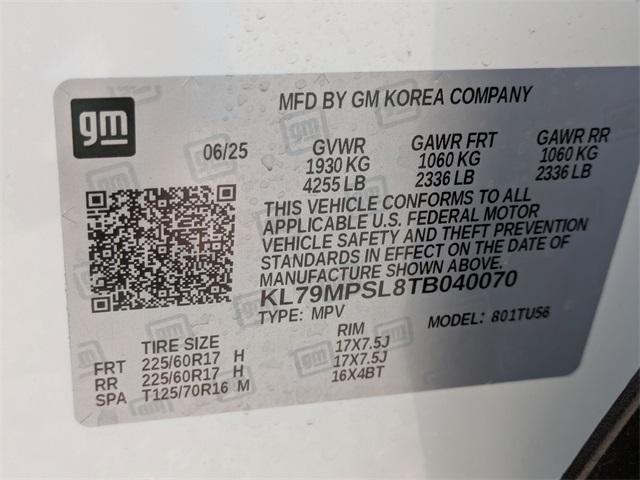 gm
MFD BY GM KOREA COMPANY
06/25 GVWR GAWR FRT GAWR RR
1930 KG 1060 KG 1060 KG
4255 LB 2336 LB 2336 LB
THIS VEHICLE CONFORMS TO ALL
APPLICABLE U.S. FEDERAL MOTOR
VEHICLE SAFETY AND THEFT PREVENTION
STANDARDS IN EFFECT ON THE DATE OF
MANUFACTURE SHOWN ABOVE.
KL79MPSL8TB040070
TYPE: MPV MODEL: 801TU56
TIRE SIZE RIM
FRT 225/60R17 H 17X7.5J
RR 225/60R17 H 17X7.5J
SPA T125/70R16 M 16X4BT